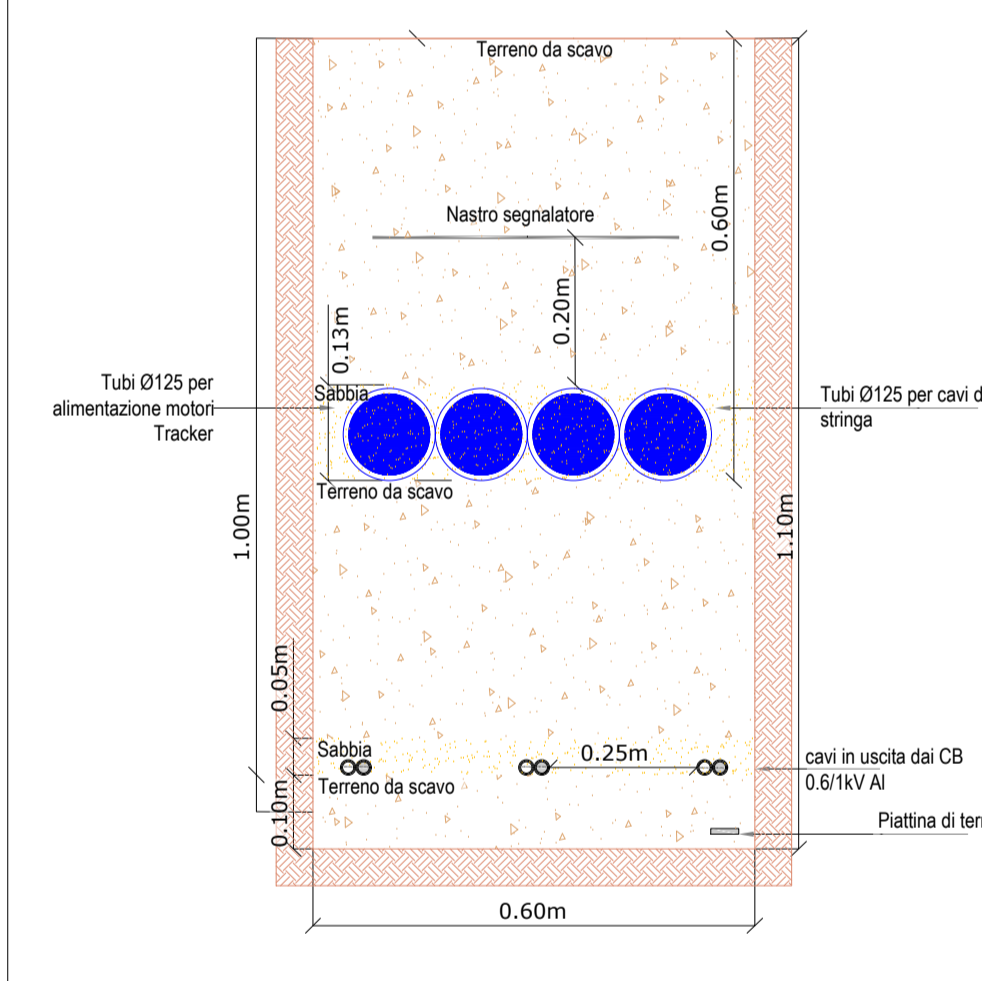 Terreno da scavo
Nastro segnalatore
0.60m
0.20m
0.13m
Sabbia
Tubi Ø125 per
alimentazione motori
Tracker
Tubi Ø125 per cavi d
stringa
Terreno da scavo
1.00m
1.10m
0.05m
Sabbia
0.25m
cavi in uscita dai CB
0.6/1kV Al
Terreno da scavo
0.10m
Piattina di terr
0.60m